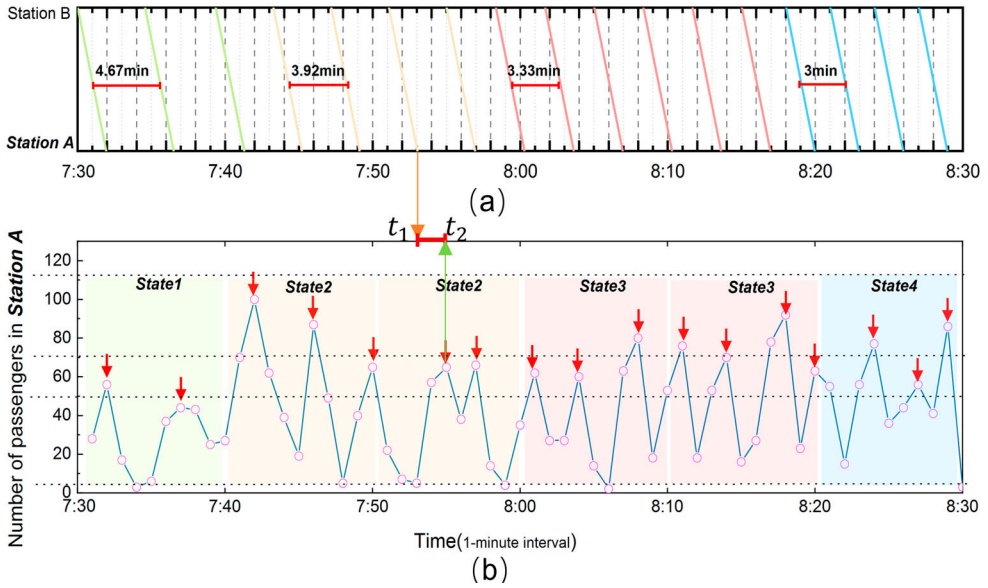 Station B
4.67min 3.92min 3.33min 3min
Station A
7:30 7:40 7:50 8:00 8:10 8:20 8:30
(a)
t₁ t₂
Number of passengers in Station A
120
100
80
60
40
20
0
State1 State2 State2 State3 State3 State4
7:30 7:40 7:50 8:00 8:10 8:20 8:30
Time(1-minute interval)
(b)